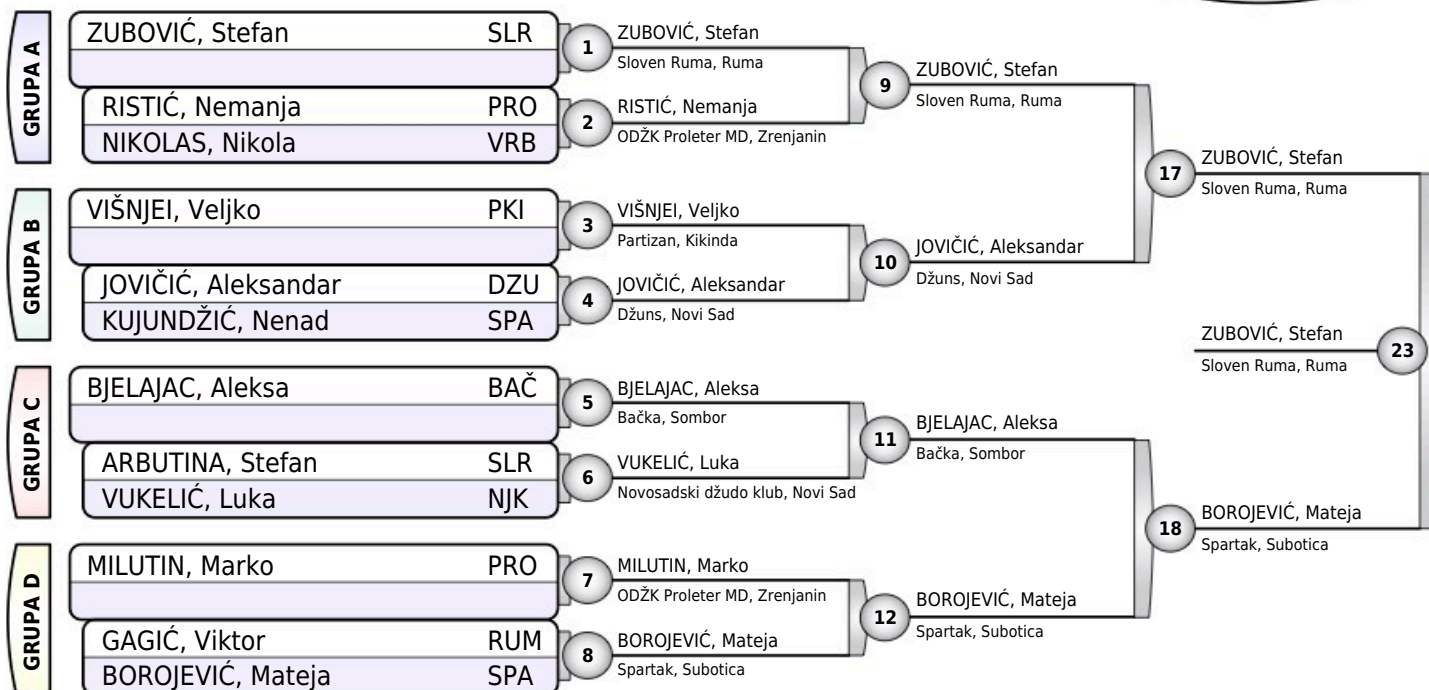 GRUPA A
ZUBOVIĆ, Stefan SLR
RISTIĆ, Nemanja PRO
NIKOLAS, Nikola VRB
GRUPA B
VIŠNJEI, Veljko PKI
JOVIČIĆ, Aleksandar DZU
KUJUNDŽIĆ, Nenad SPA
GRUPA C
BJELAJAC, Aleksa BAČ
ARBUTINA, Stefan SLR
VUKELIĆ, Luka NJK
GRUPA D
MILUTIN, Marko PRO
GAGIĆ, Viktor RUM
BOROJEVIĆ, Mateja SPA
1
ZUBOVIĆ, Stefan
Sloven Ruma, Ruma
2
RISTIĆ, Nemanja
ODŽK Proleter MD, Zrenjanin
3
VIŠNJEI, Veljko
Partizan, Kikinda
4
JOVIČIĆ, Aleksandar
Džuns, Novi Sad
5
BJELAJAC, Aleksa
Bačka, Sombor
6
VUKELIĆ, Luka
Novosadski džudo klub, Novi Sad
7
MILUTIN, Marko
ODŽK Proleter MD, Zrenjanin
8
BOROJEVIĆ, Mateja
Spartak, Subotica
9
ZUBOVIĆ, Stefan
Sloven Ruma, Ruma
10
JOVIČIĆ, Aleksandar
Džuns, Novi Sad
11
BJELAJAC, Aleksa
Bačka, Sombor
12
BOROJEVIĆ, Mateja
Spartak, Subotica
17
ZUBOVIĆ, Stefan
Sloven Ruma, Ruma
18
BOROJEVIĆ, Mateja
Spartak, Subotica
ZUBOVIĆ, Stefan
Sloven Ruma, Ruma
23